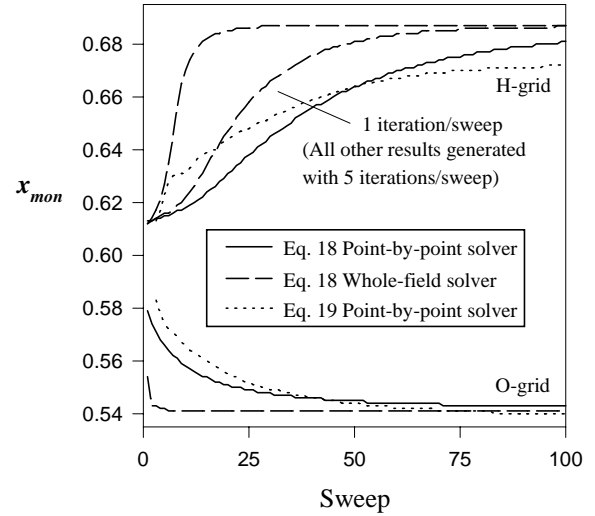 0.68
0.66
0.64
0.62
0.60
0.58
0.56
0.54
x_mon
H-grid
1 iteration/sweep
(All other results generated
with 5 iterations/sweep)
Eq. 18 Point-by-point solver
Eq. 18 Whole-field solver
Eq. 19 Point-by-point solver
O-grid
0 25 50 75 100
Sweep